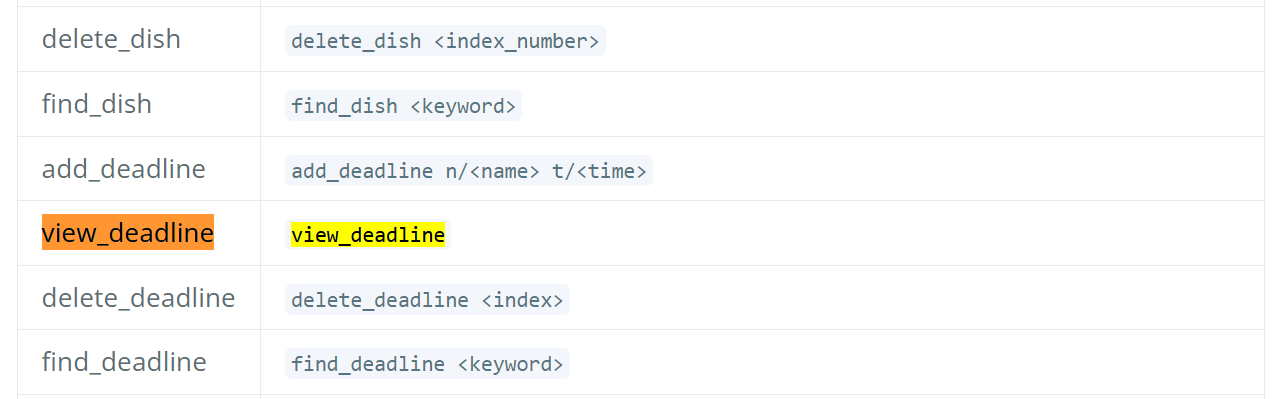 delete_dish delete_dish <index_number>
find_dish find_dish <keyword>
add_deadline add_deadline n/<name> t/<time>
view_deadline view_deadline
delete_deadline delete_deadline <index>
find_deadline find_deadline <keyword>